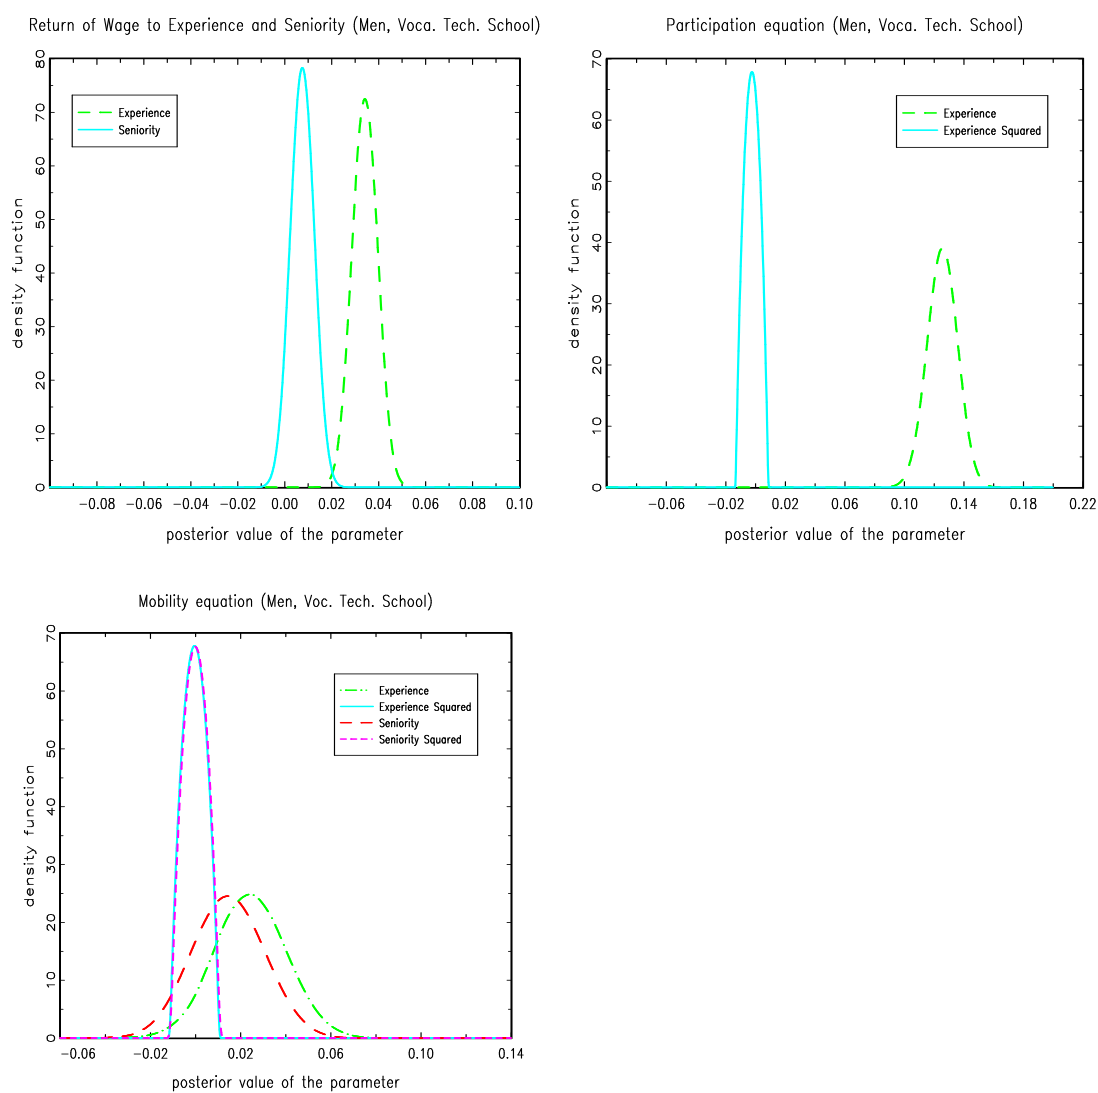 Return of Wage to Experience and Seniority (Men, Voca. Tech. School)
density function
80
70
60
50
40
30
20
10
0
Experience
Seniority
−0.08 −0.06 −0.04 −0.02 0.00 0.02 0.04 0.06 0.08 0.10
posterior value of the parameter
Participation equation (Men, Voca. Tech. School)
density function
70
60
50
40
30
20
10
0
Experience
Experience Squared
−0.06 −0.02 0.02 0.06 0.10 0.14 0.18 0.22
posterior value of the parameter
Mobility equation (Men, Voc. Tech. School)
density function
70
60
50
40
30
20
10
0
Experience
Experience Squared
Seniority
Seniority Squared
−0.06 −0.02 0.02 0.06 0.10 0.14
posterior value of the parameter